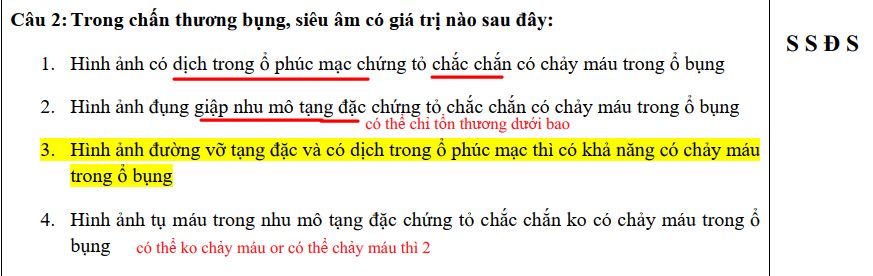 Câu 2: Trong chấn thương bụng, siêu âm có giá trị nào sau đây:
1. Hình ảnh có dịch trong ổ phúc mạc chứng tỏ chắc chắn có chảy máu trong ổ bụng
2. Hình ảnh đụng giập nhu mô tạng đặc chứng tỏ chắc chắn có chảy máu trong ổ bụng
có thể chỉ tổn thương dưới bao
3. Hình ảnh đường vỡ tạng đặc và có dịch trong ổ phúc mạc thì có khả năng có chảy máu
trong ổ bụng
4. Hình ảnh tụ máu trong nhu mô tạng đặc chứng tỏ chắc chắn ko có chảy máu trong ổ
bụng có thể ko chảy máu or có thể chảy máu thì 2
S S Đ S